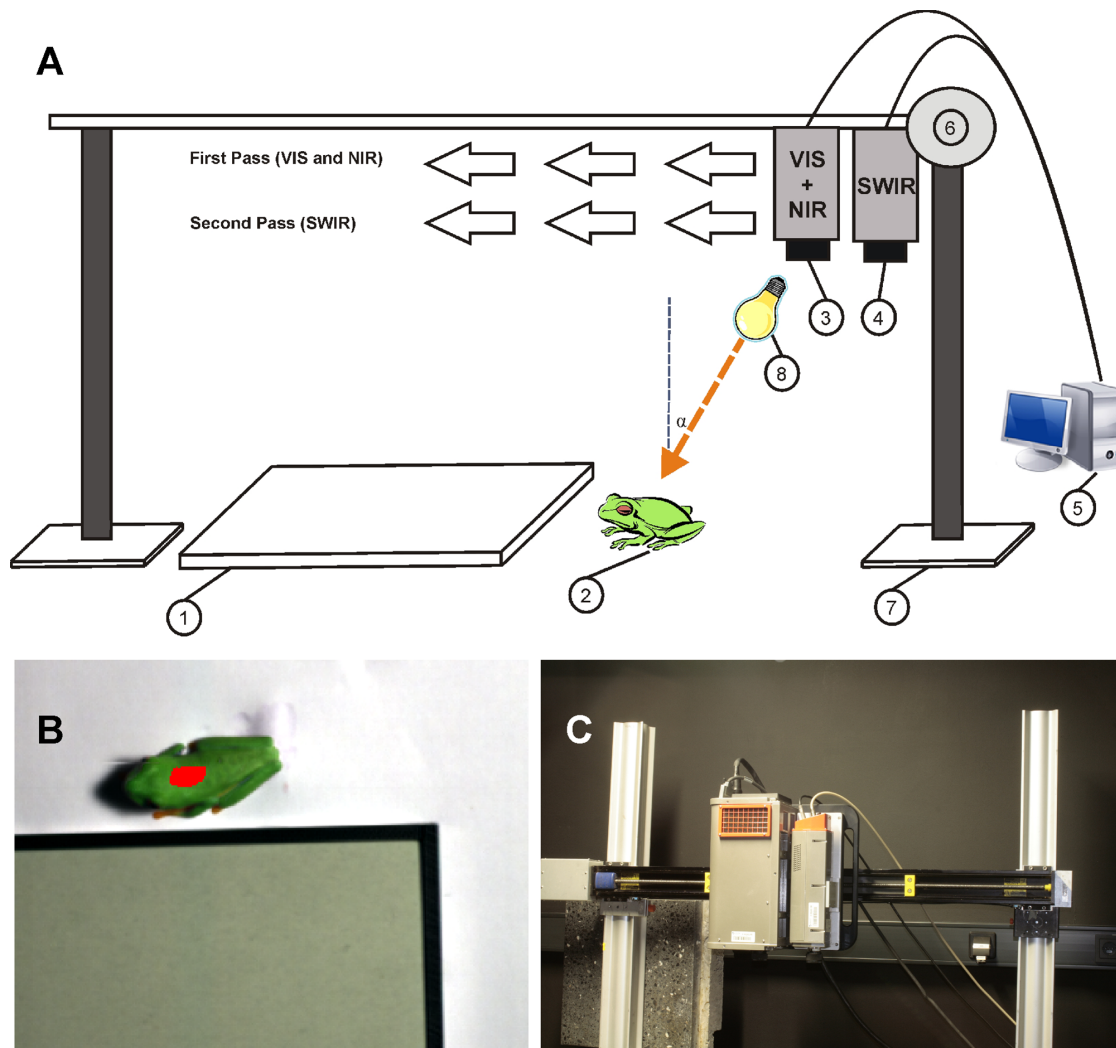 A
First Pass (VIS and NIR)
Second Pass (SWIR)
VIS
+
NIR
SWIR
6
3
4
8
α
5
1
2
7
B
C